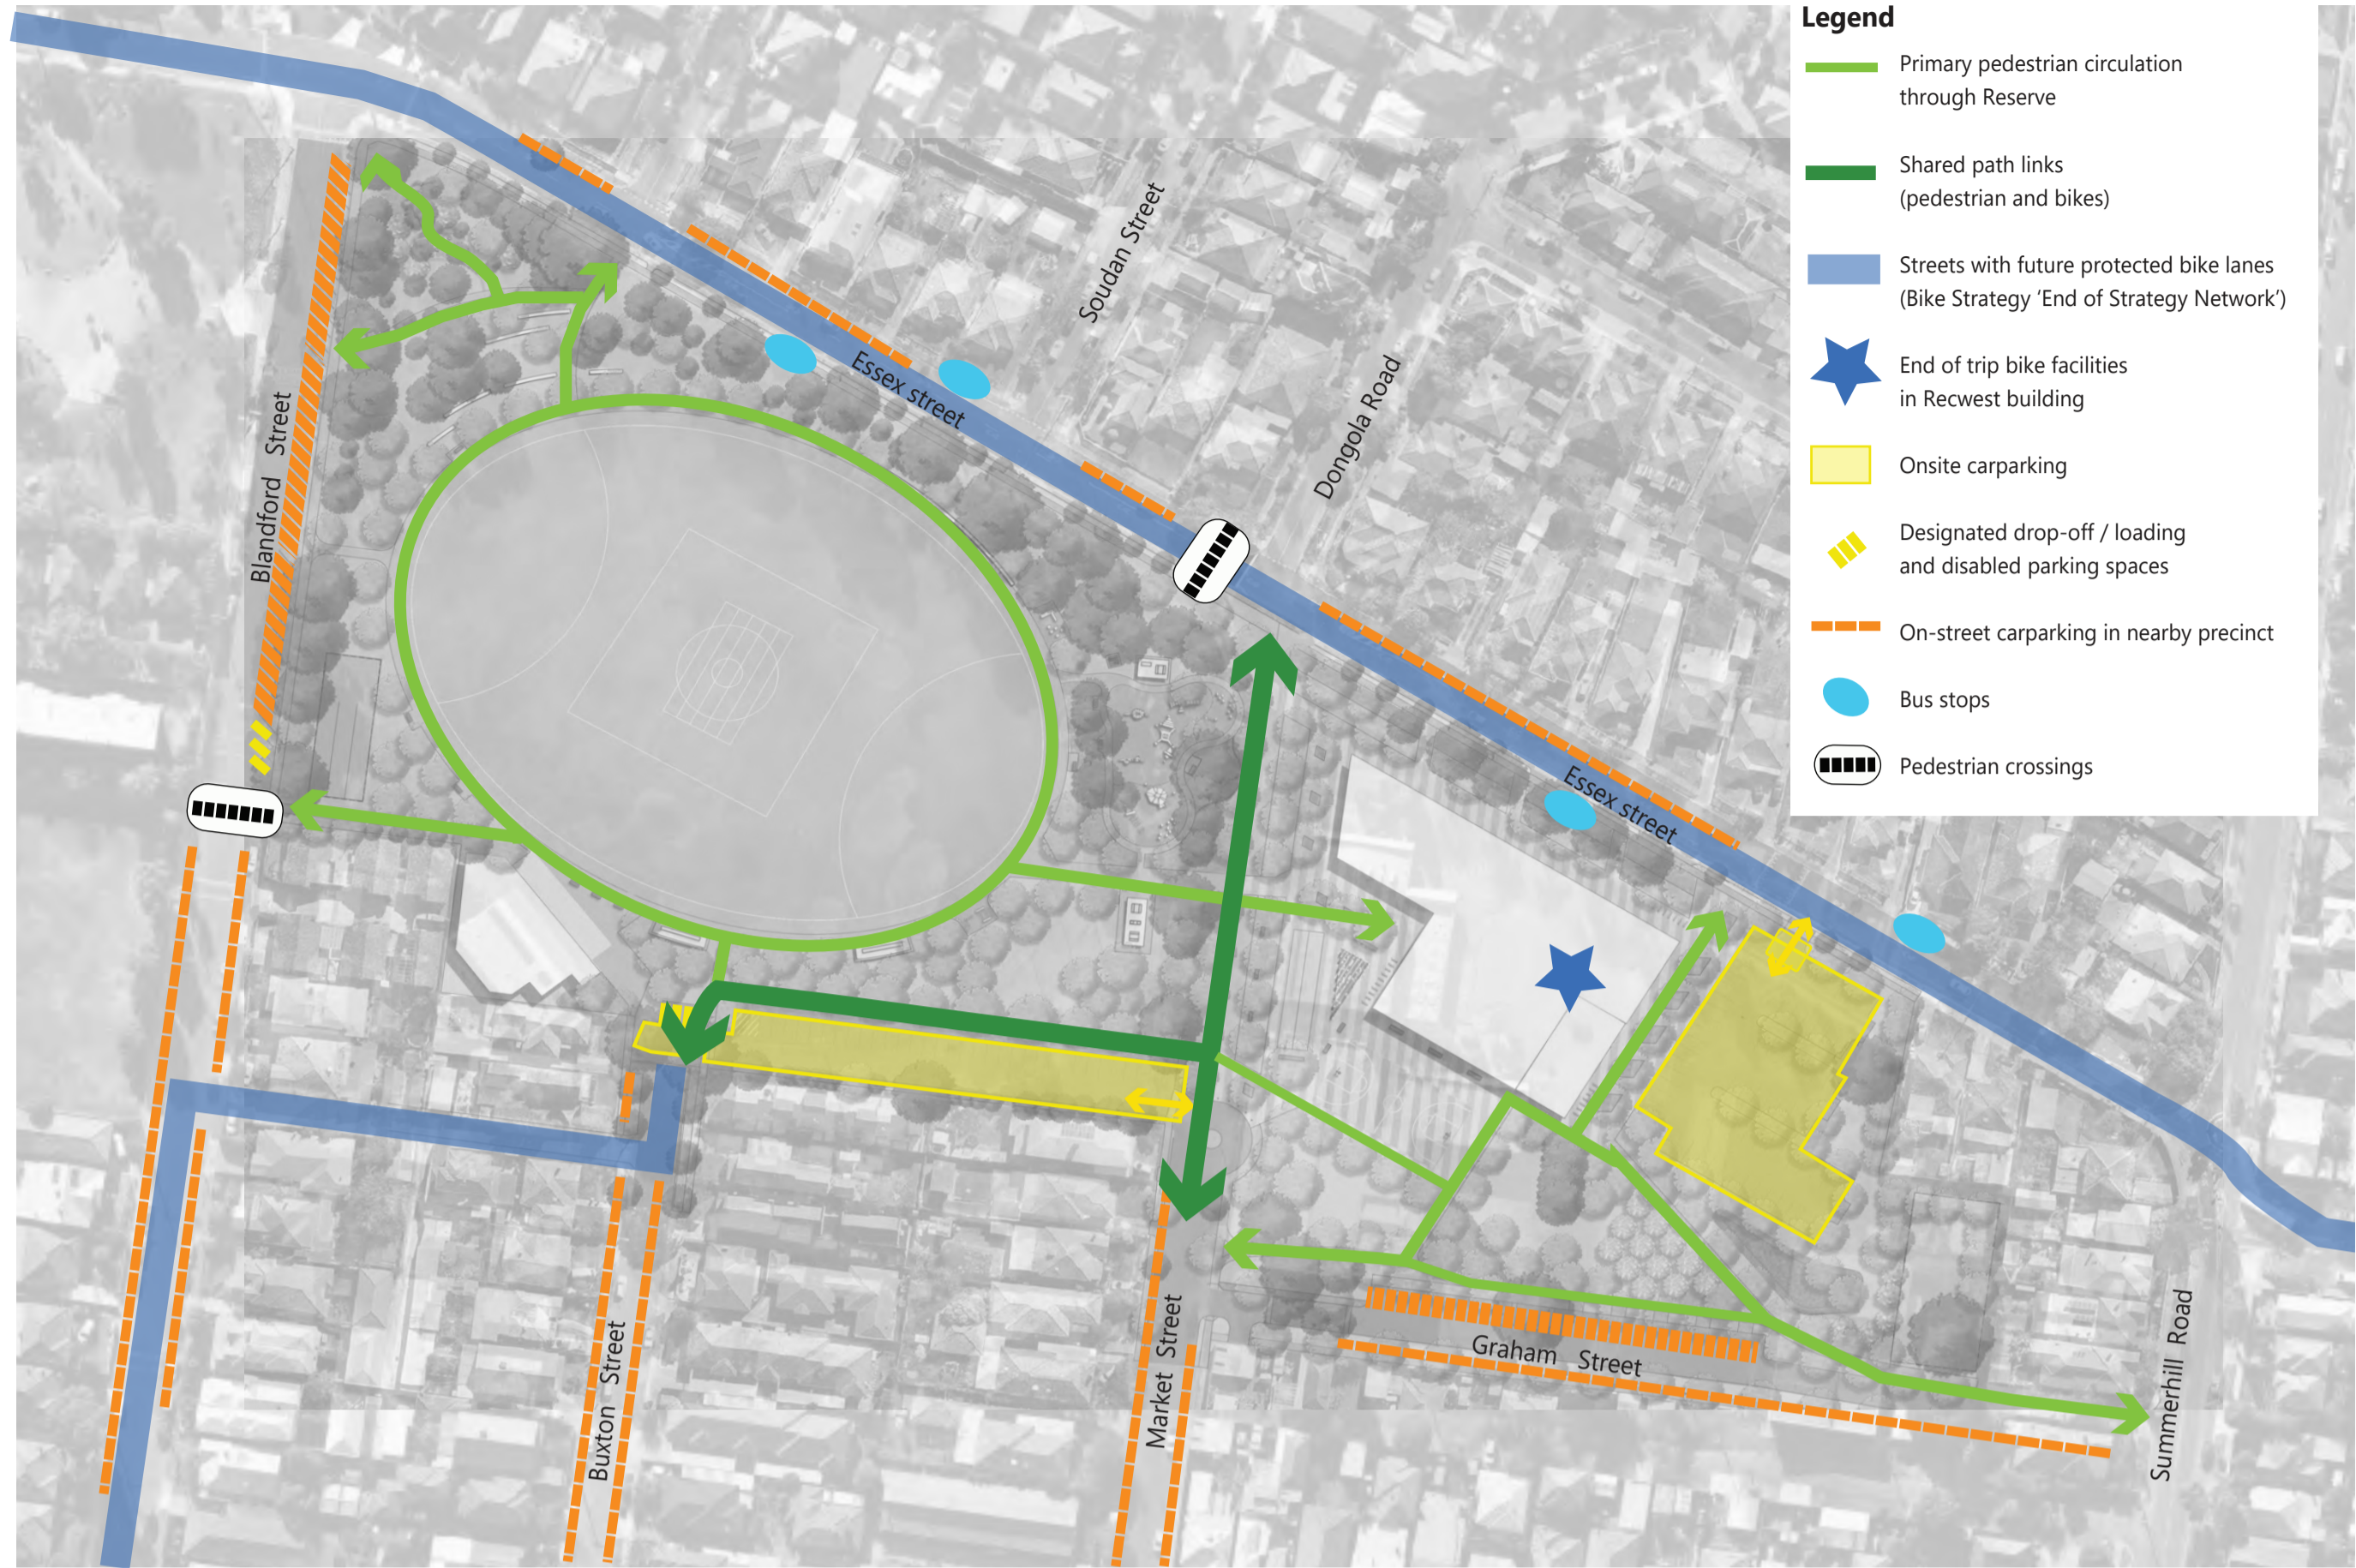 Legend
Primary pedestrian circulation
through Reserve
Shared path links
(pedestrian and bikes)
Streets with future protected bike lanes
(Bike Strategy ‘End of Strategy Network’)
End of trip bike facilities
in Recwest building
Onsite carparking
Designated drop-off / loading
and disabled parking spaces
On-street carparking in nearby precinct
Bus stops
Pedestrian crossings
Soudan Street
Dongola Road
Essex street
Blandford Street
Essex street
Buxton Street
Market Street
Graham Street
Summerhill Road